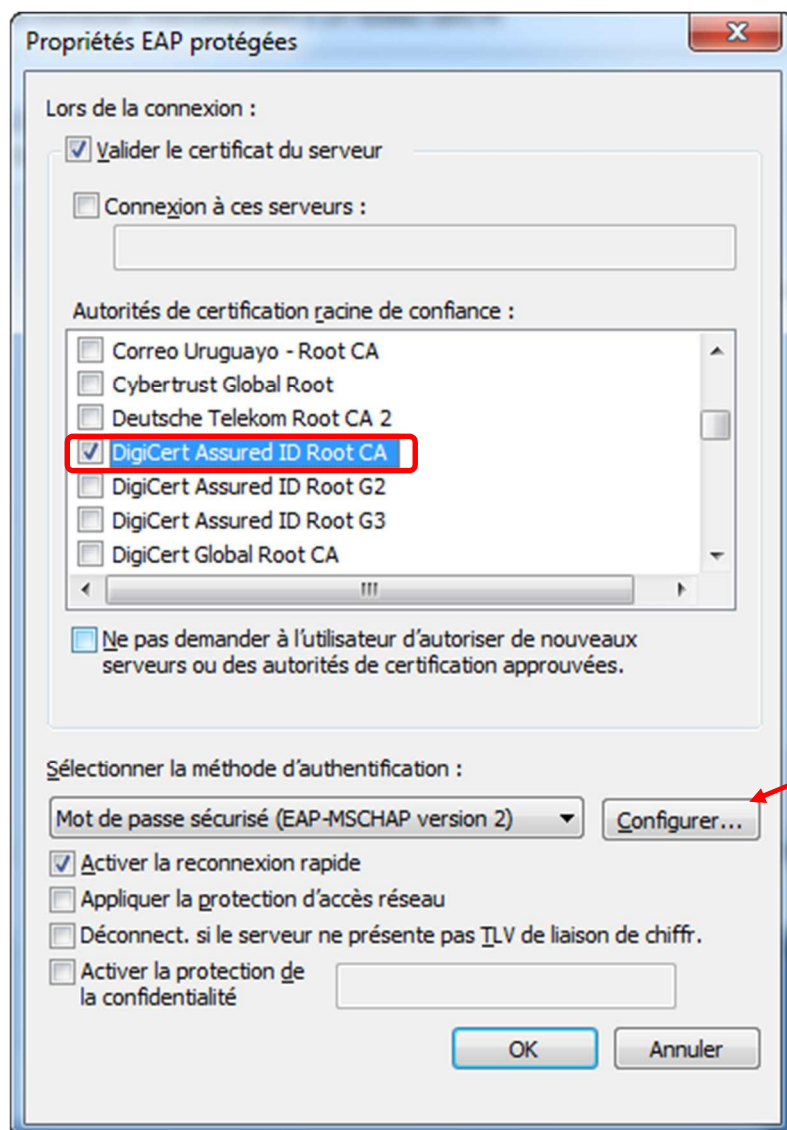 Propriétés EAP protégées
Lors de la connexion :
Valider le certificat du serveur
Connexion à ces serveurs :
Autorités de certification racine de confiance :
Correo Uruguayo - Root CA
Cybertrust Global Root
Deutsche Telekom Root CA 2
DigiCert Assured ID Root CA
DigiCert Assured ID Root G2
DigiCert Assured ID Root G3
DigiCert Global Root CA
Ne pas demander à l'utilisateur d'autoriser de nouveaux
serveurs ou des autorités de certification approuvées.
Sélectionner la méthode d'authentification :
Mot de passe sécurisé (EAP-MSCHAP version 2)
Configurer...
Activer la reconnexion rapide
Appliquer la protection d'accès réseau
Déconnect. si le serveur ne présente pas TLV de liaison de chiffr.
Activer la protection de
la confidentialité
OK
Annuler